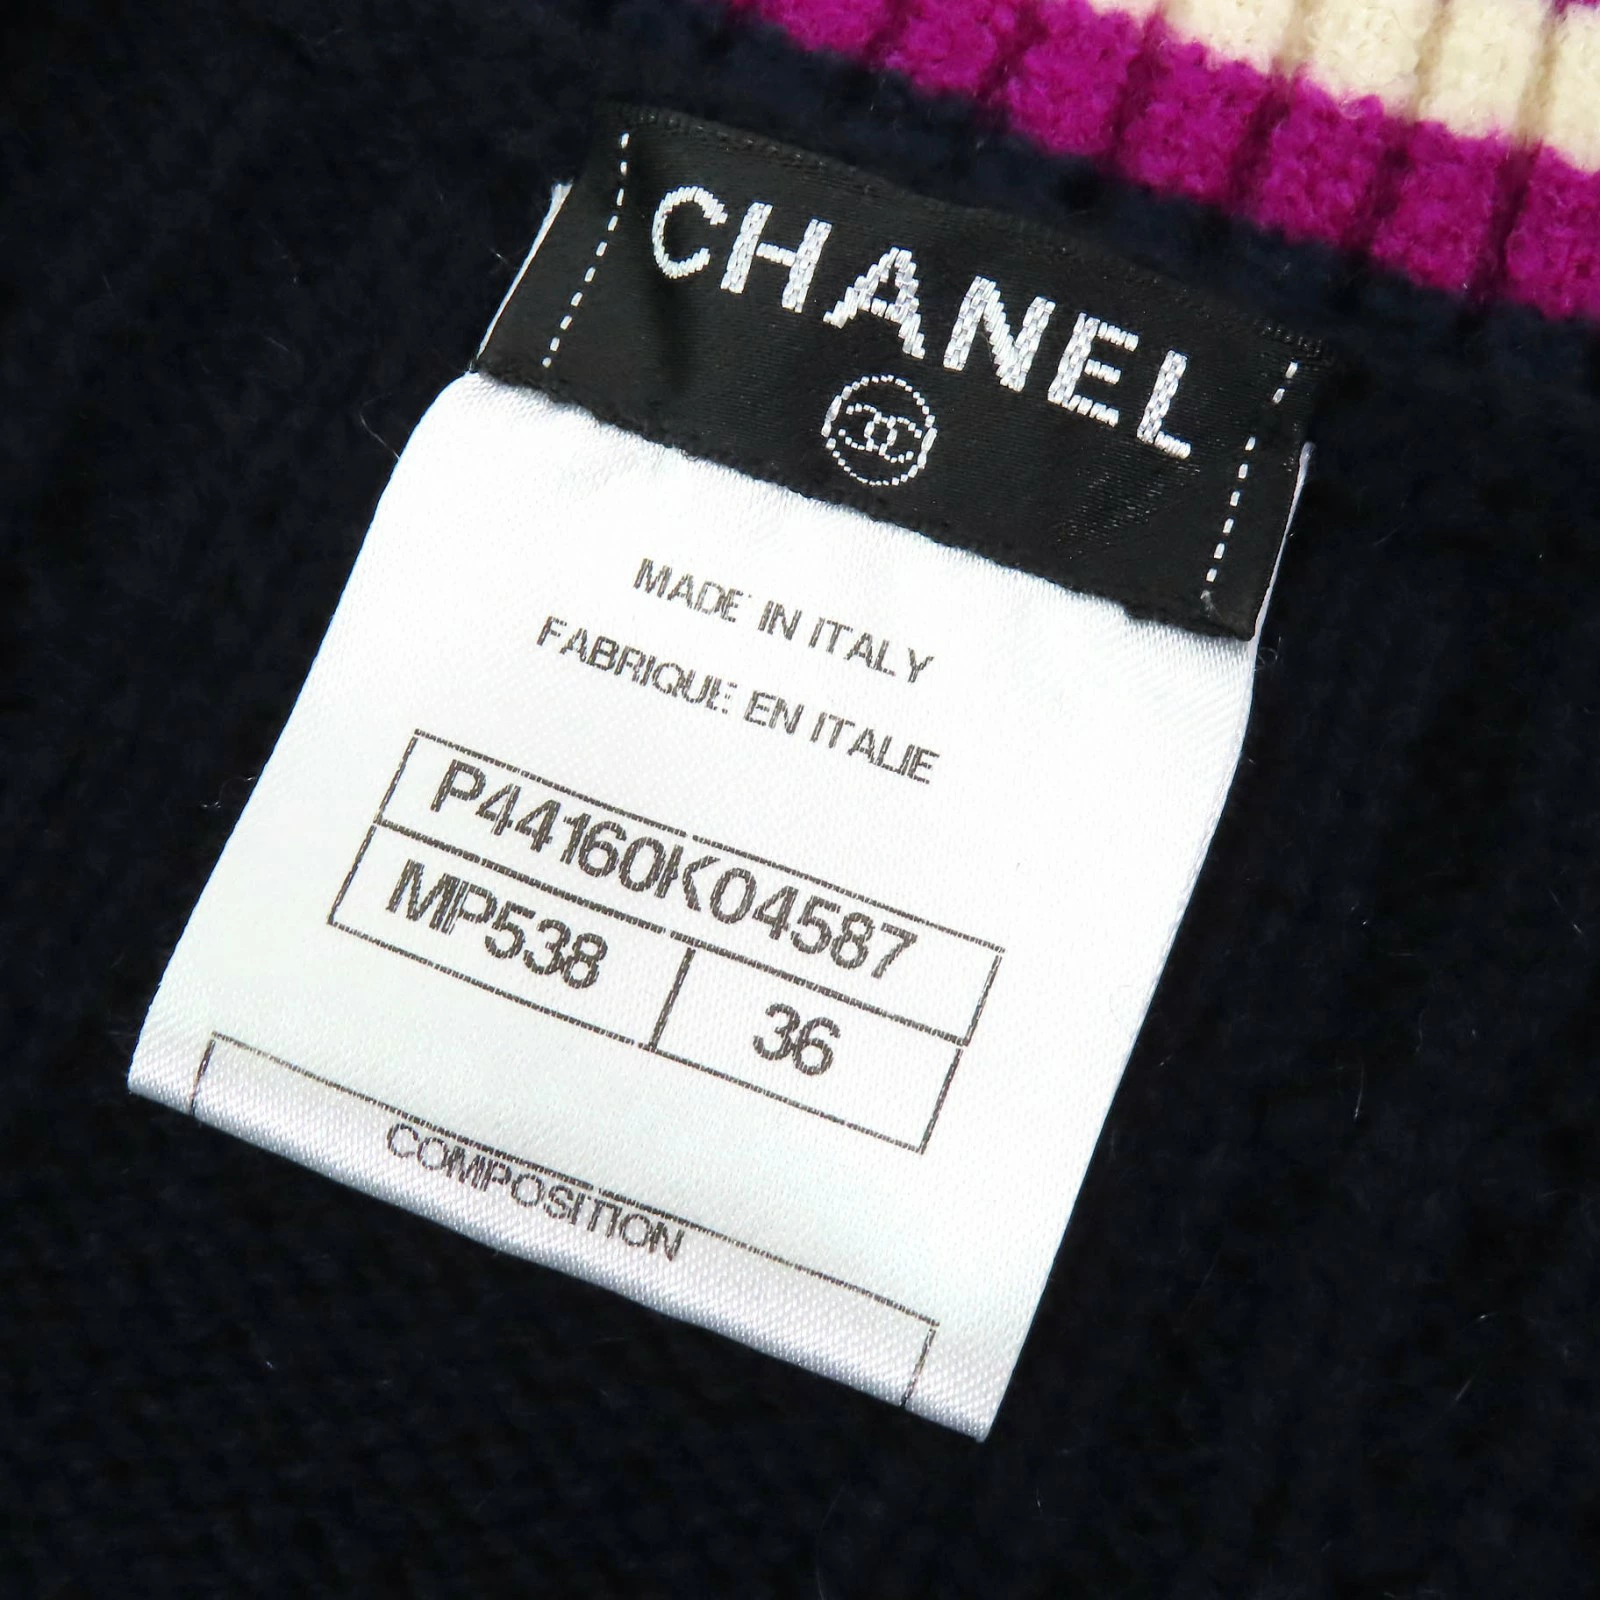 CHANEL
MADE IN ITALY
FABRIQUE EN ITALIE
P44160K04587
MP538 36
COMPOSITION